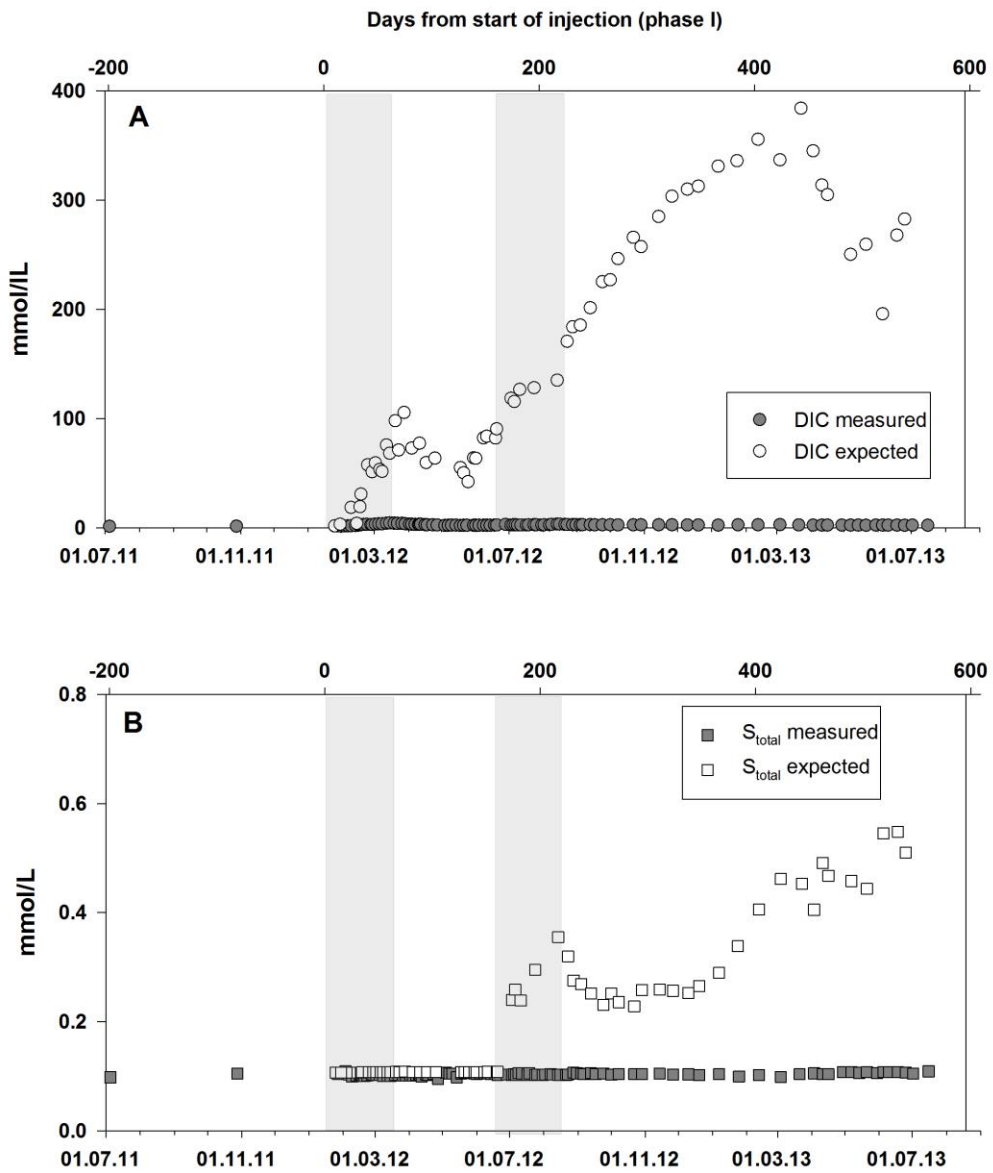 Days from start of injection (phase I)
-200 0 200 400 600
A
400
300
200
100
0
mmol/lL
DIC measured
DIC expected
01.07.11 01.11.11 01.03.12 01.07.12 01.11.12 01.03.13 01.07.13
-200 0 200 400 600
B
0.8
0.6
0.4
0.2
0.0
mmol/L
S_total measured
S_total expected
01.07.11 01.11.11 01.03.12 01.07.12 01.11.12 01.03.13 01.07.13